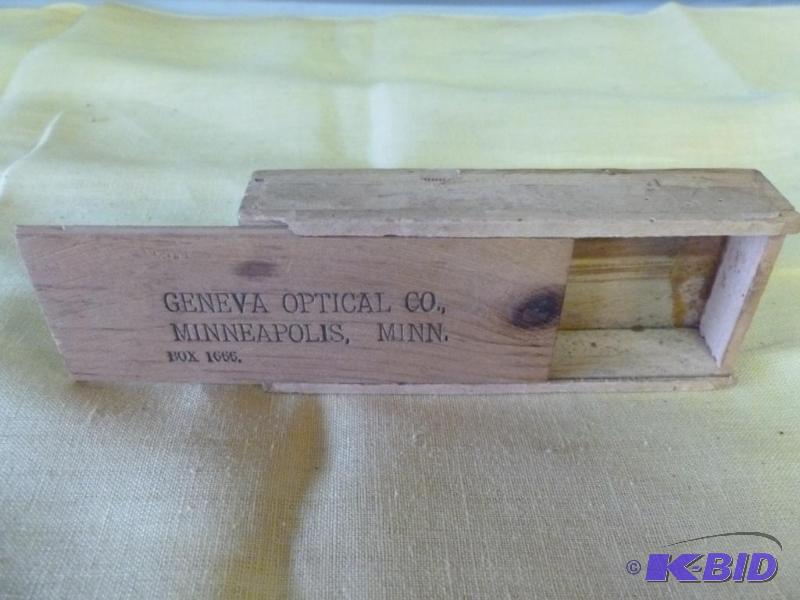 GENEVA OPTICAL CO.,
MINNEAPOLIS, MINN.
BOX 1666.
© K-BID